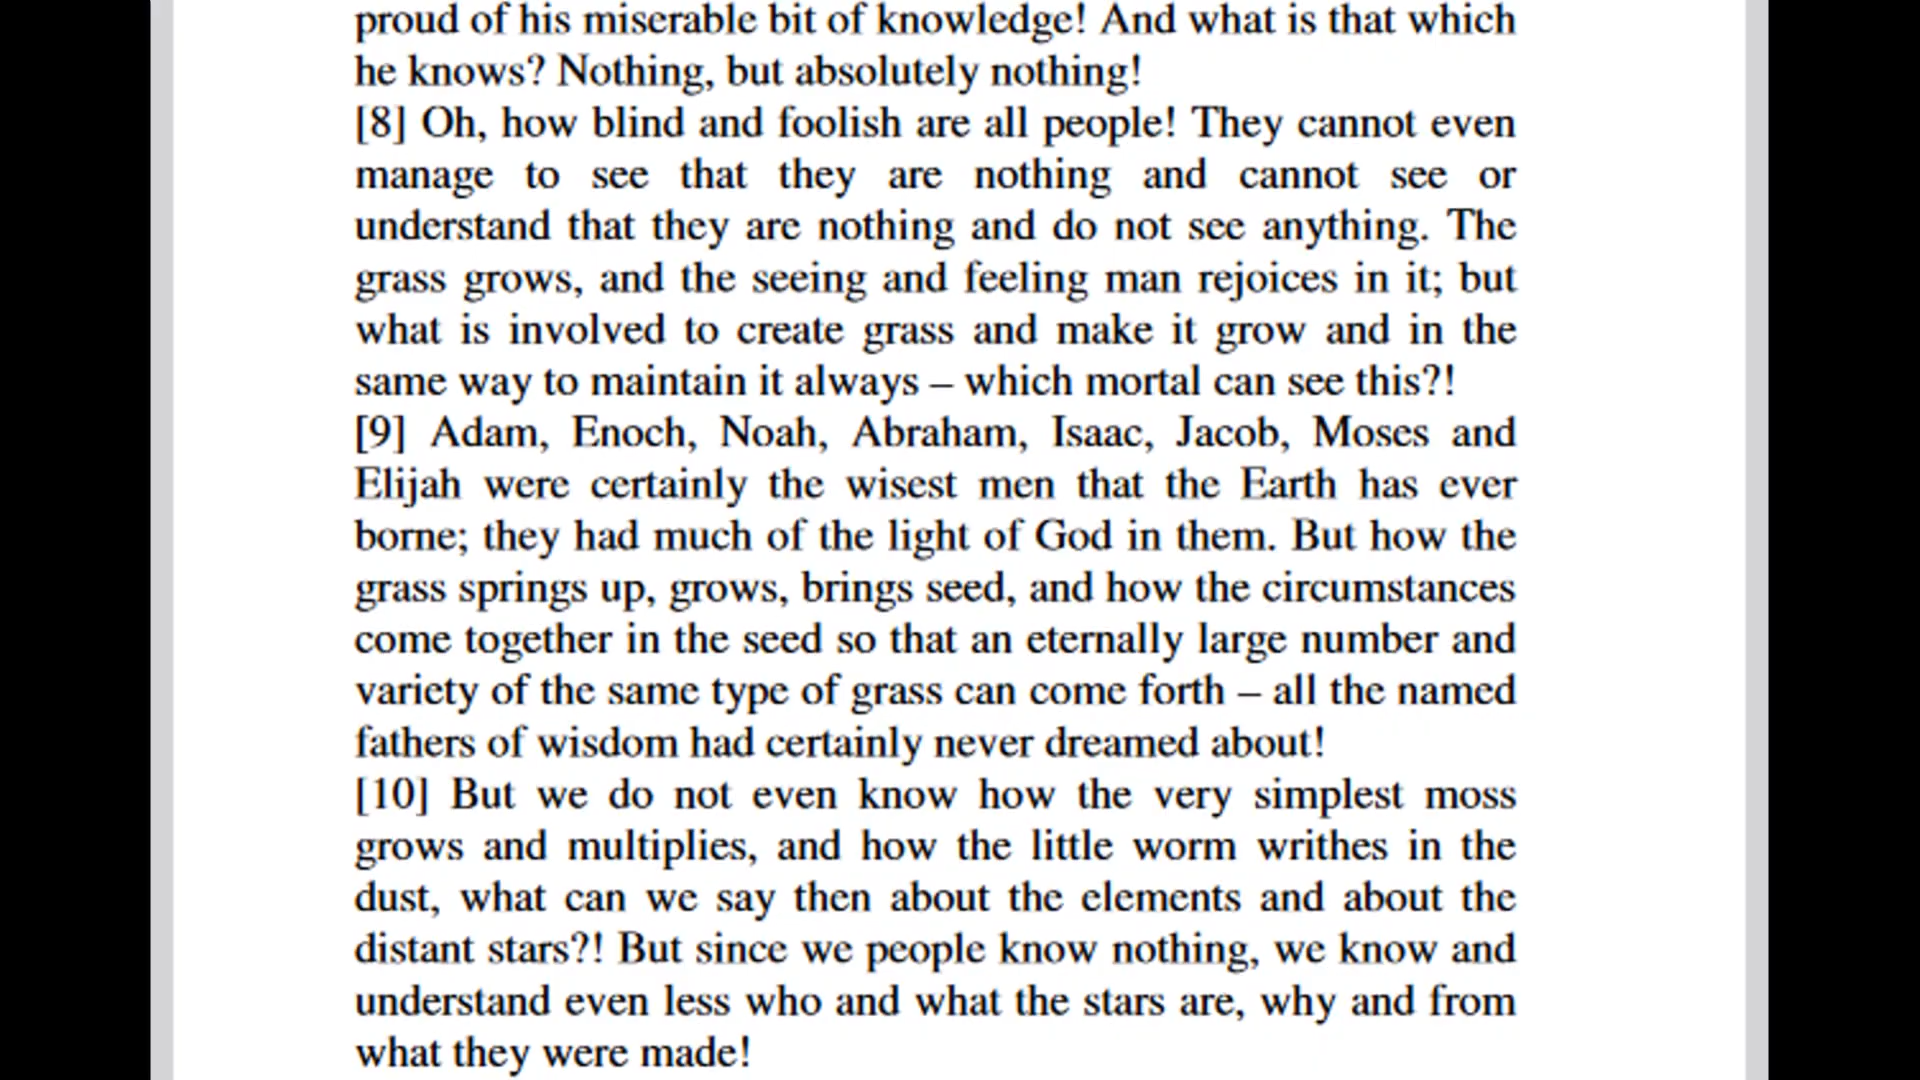 proud of his miserable bit of knowledge! And what is that which
he knows? Nothing, but absolutely nothing!
[8] Oh, how blind and foolish are all people! They cannot even
manage to see that they are nothing and cannot see or
understand that they are nothing and do not see anything. The
grass grows, and the seeing and feeling man rejoices in it; but
what is involved to create grass and make it grow and in the
same way to maintain it always – which mortal can see this?!
[9] Adam, Enoch, Noah, Abraham, Isaac, Jacob, Moses and
Elijah were certainly the wisest men that the Earth has ever
borne; they had much of the light of God in them. But how the
grass springs up, grows, brings seed, and how the circumstances
come together in the seed so that an eternally large number and
variety of the same type of grass can come forth – all the named
fathers of wisdom had certainly never dreamed about!
[10] But we do not even know how the very simplest moss
grows and multiplies, and how the little worm writhes in the
dust, what can we say then about the elements and about the
distant stars?! But since we people know nothing, we know and
understand even less who and what the stars are, why and from
what they were made!